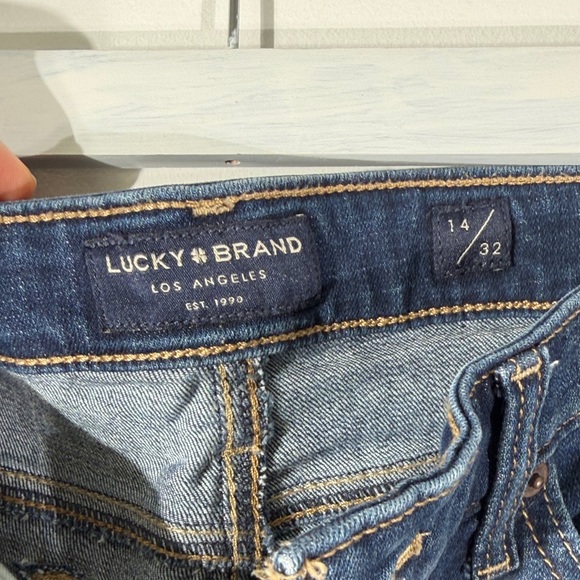 LUCKY BRAND
LOS ANGELES
EST. 1990
14/32